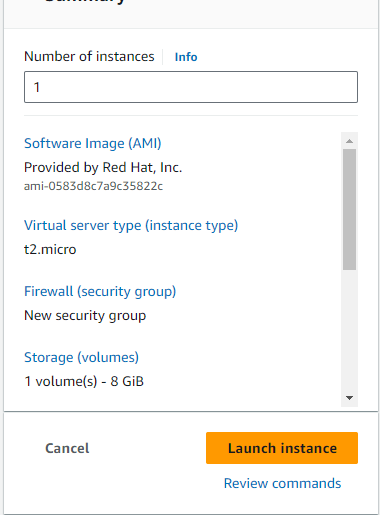 Summary
Number of instances Info
1
Software Image (AMI)
Provided by Red Hat, Inc.
ami-0583d8c7a9c35822c
Virtual server type (instance type)
t2.micro
Firewall (security group)
New security group
Storage (volumes)
1 volume(s) - 8 GiB
Cancel
Launch instance
Review commands